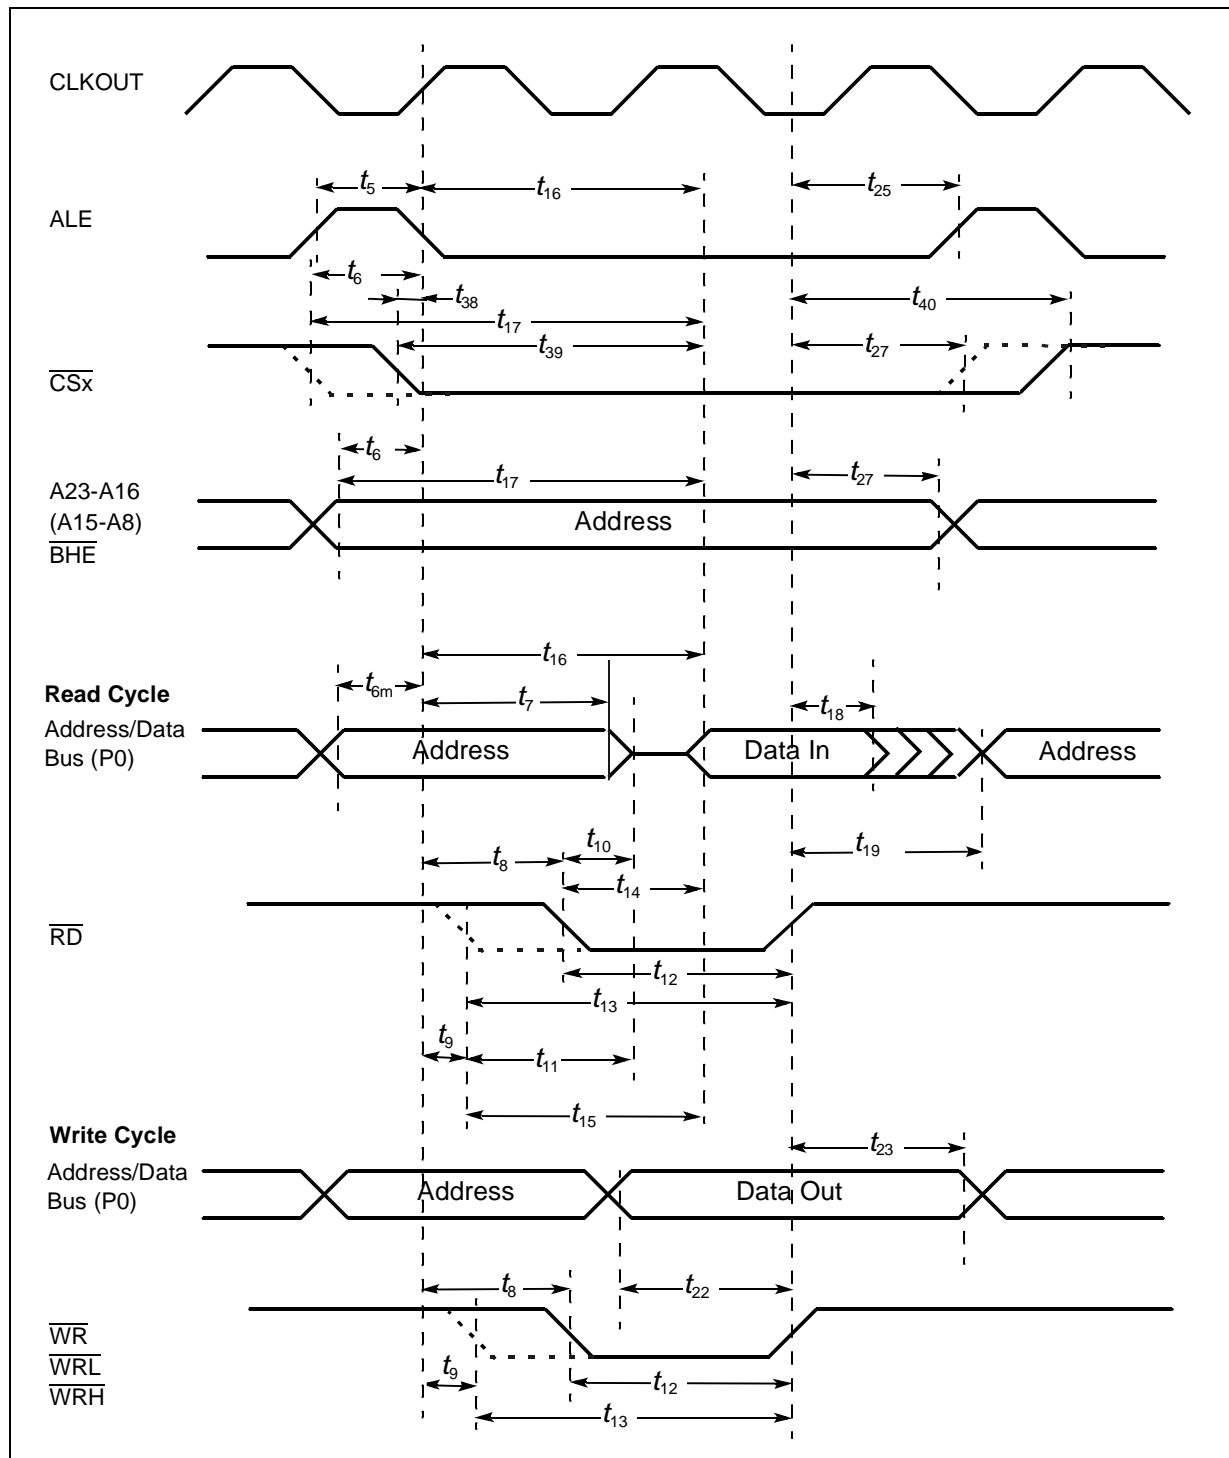 CLKOUT
t5
t16
t25
ALE
t6
t38
t40
t17
t39
t27
CSx
t6
t27
A23-A16
t17
(A15-A8)
Address
BHE
t16
Read Cycle
t6m
t7
t18
Address/Data
Bus (P0)
Address
Data In
Address
t10
t8
t19
t14
RD
t12
t13
t9
t11
t15
Write Cycle
t23
Address/Data
Bus (P0)
Address
Data Out
t8
t22
WR
WRL
t9
t12
WRH
t13